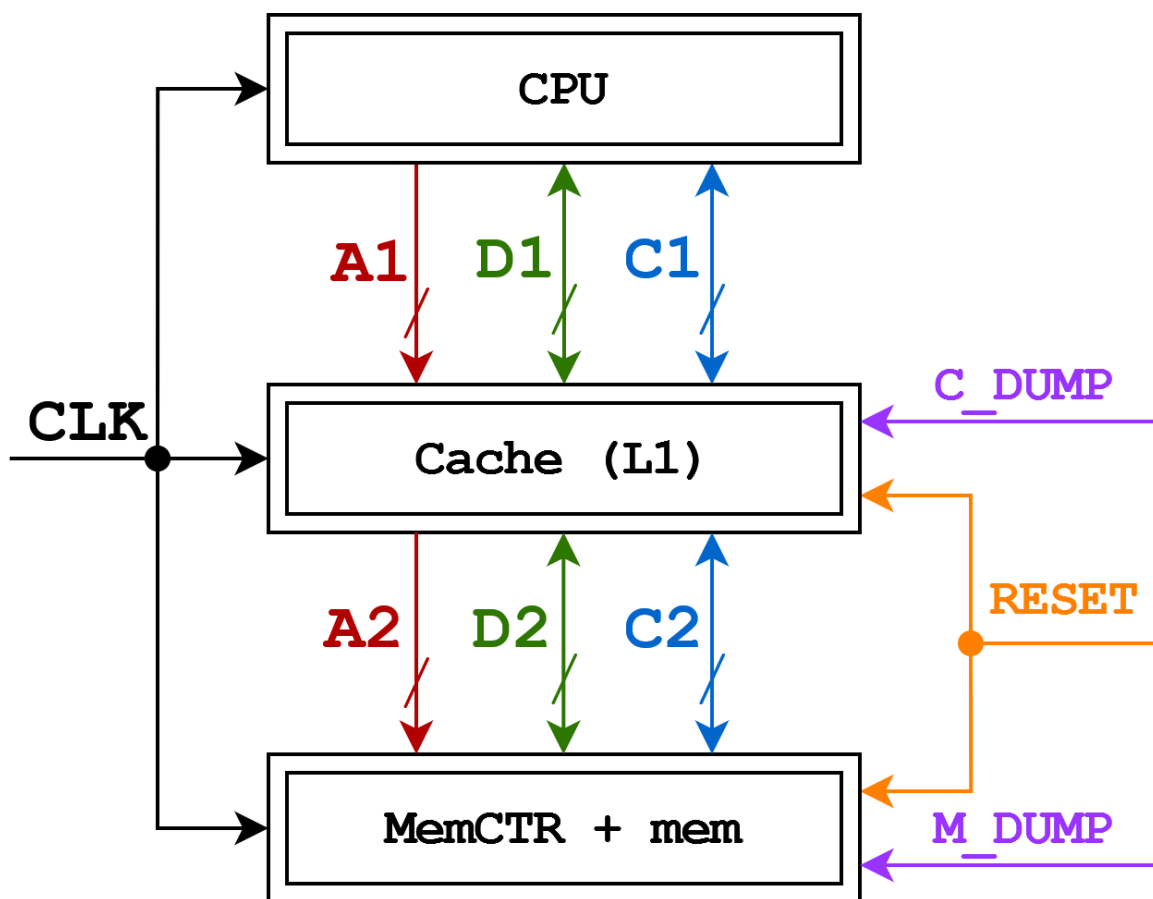 CPU
A1
D1
C1
C_DUMP
CLK
Cache (L1)
RESET
A2
D2
C2
MemCTR + mem
M_DUMP